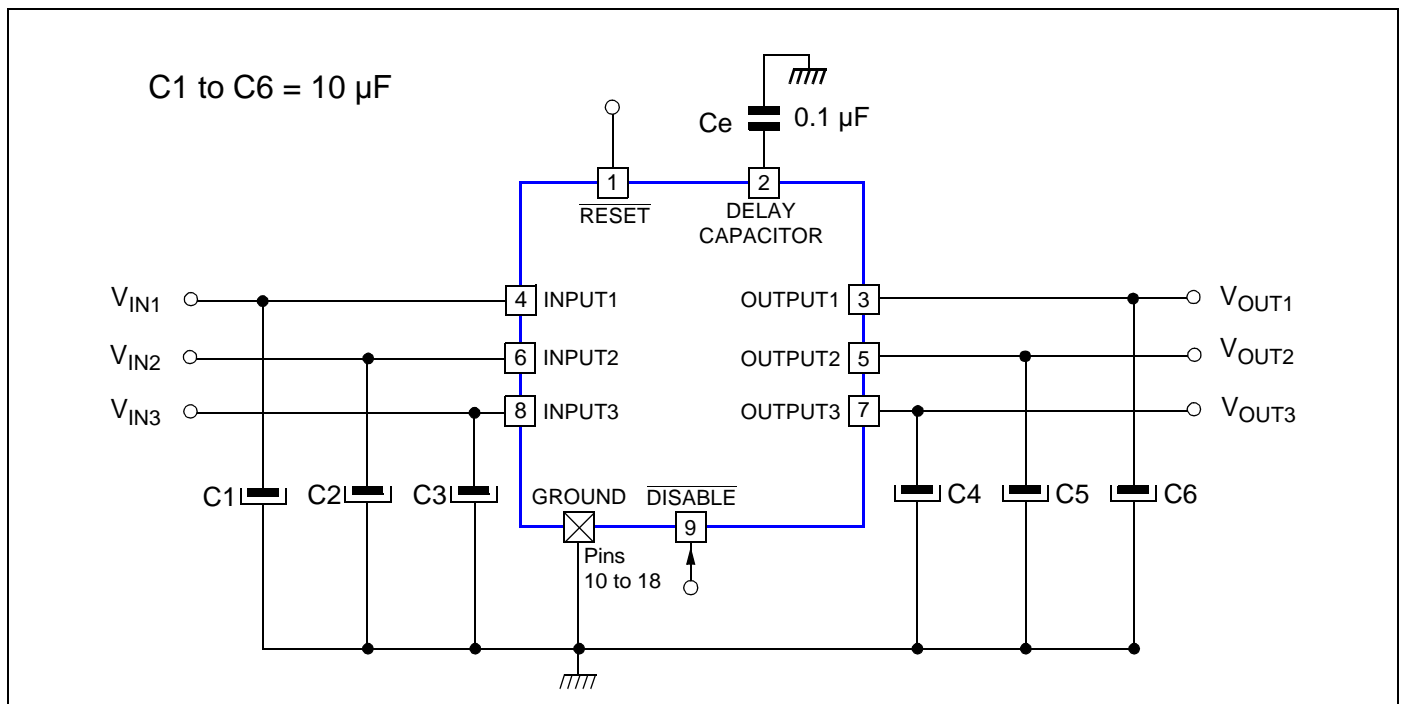 C1 to C6 = 10 µF
Ce
0.1 µF
1
2
RESET
DELAY
CAPACITOR
VIN1
4
INPUT1
OUTPUT1
3
VOUT1
VIN2
6
INPUT2
OUTPUT2
5
VOUT2
VIN3
8
INPUT3
OUTPUT3
7
VOUT3
C1
C2
C3
GROUND
DISABLE
C4
C5
C6
9
Pins
10 to 18